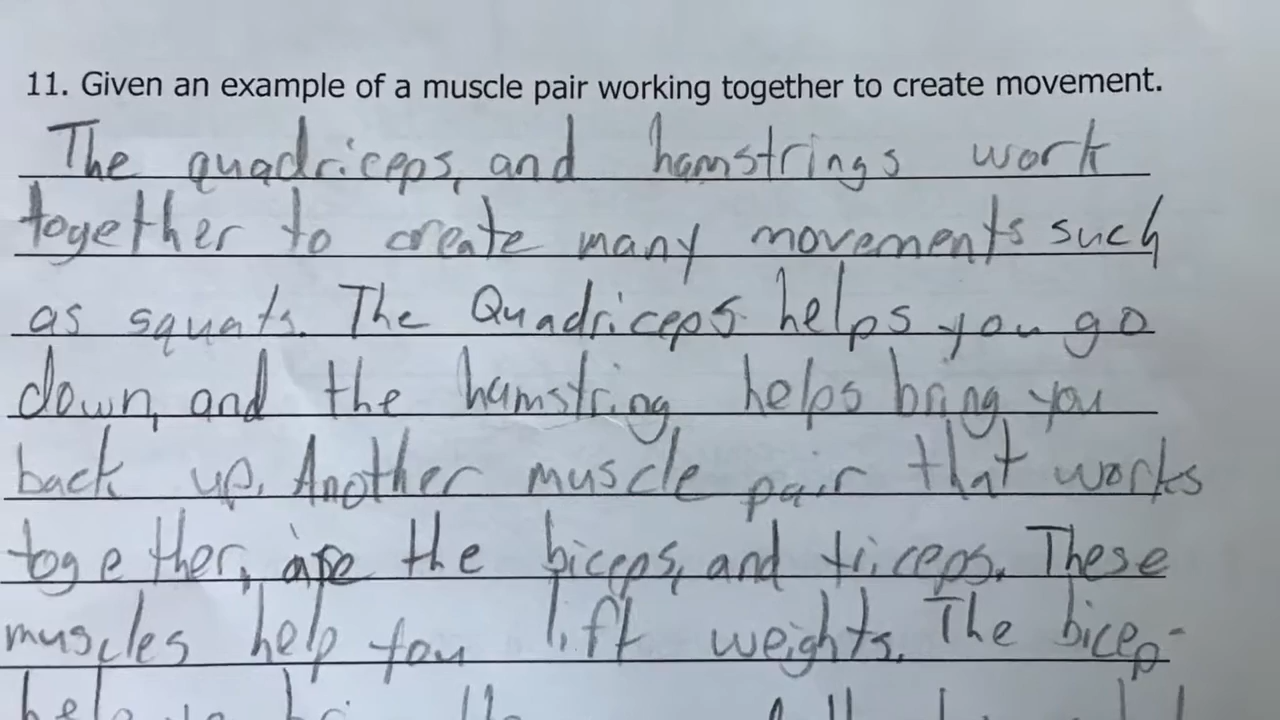 11. Given an example of a muscle pair working together to create movement.
The quadriceps, and hamstrings work
together to create many movements such
as squats. The Quadriceps helps you go
down, and the hamstring helps bring you
back up. Another muscle pair that works
together, are the biceps, and triceps. These
muscles help you lift weights. The bicep-